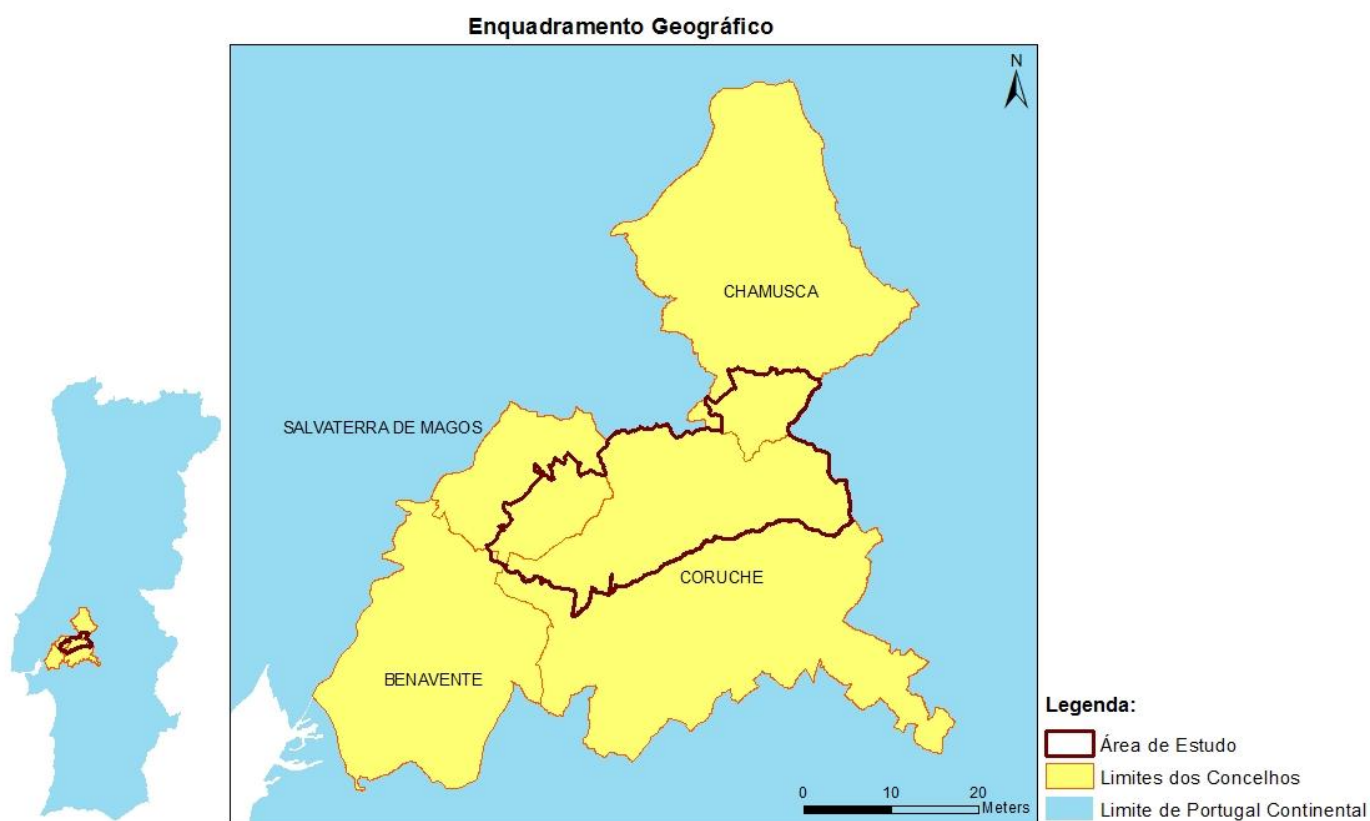 Enquadramento Geográfico
N
CHAMUSCA
SALVATERRA DE MAGOS
CORUCHE
BENAVENTE
0 10 20
Meters
Legenda:
Área de Estudo
Limites dos Concelhos
Limite de Portugal Continental